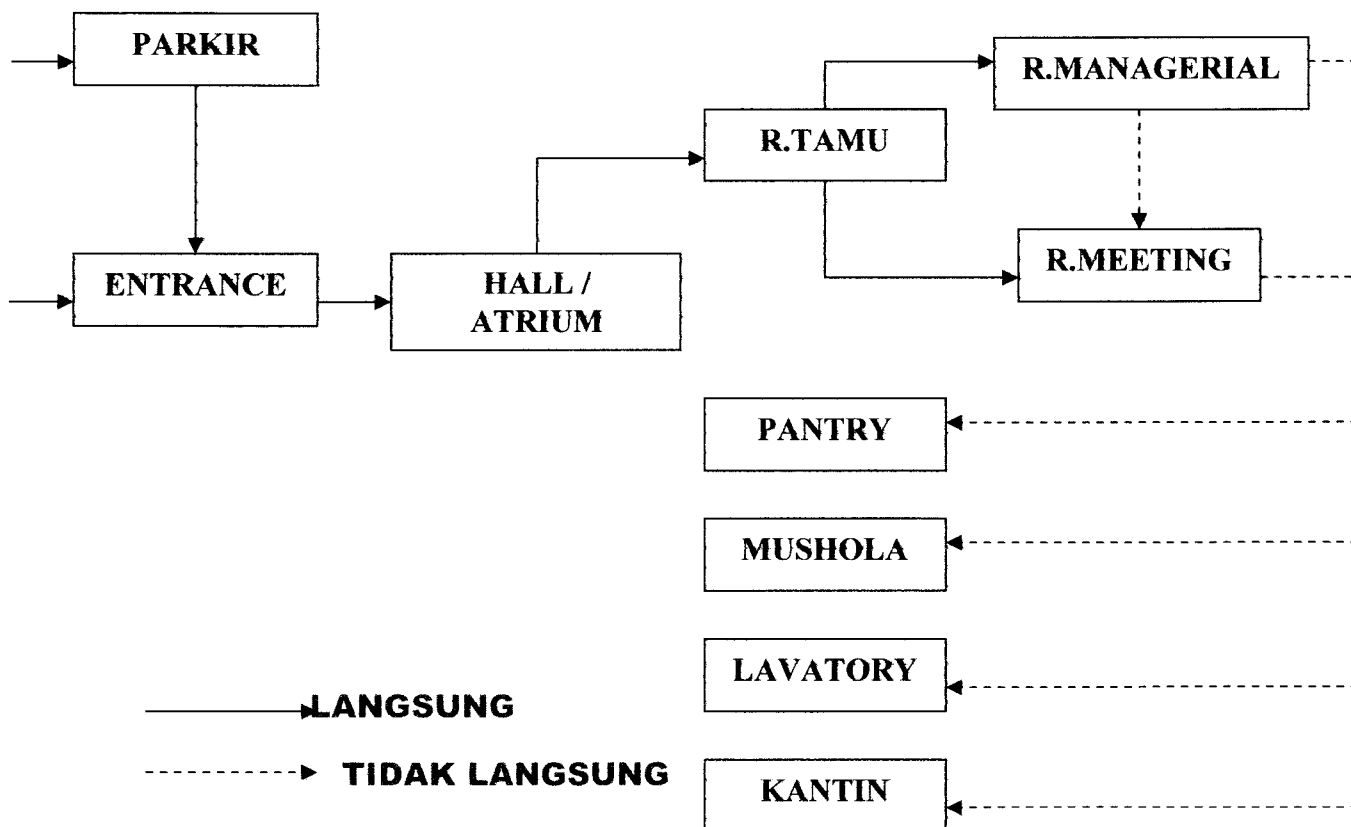 PARKIR
R.MANAGERIAL
R.TAMU
R.MEETING
ENTRANCE
HALL /
ATRIUM
PANTRY
MUSHOLA
LAVATORY
LANGSUNG
TIDAK LANGSUNG
KANTIN